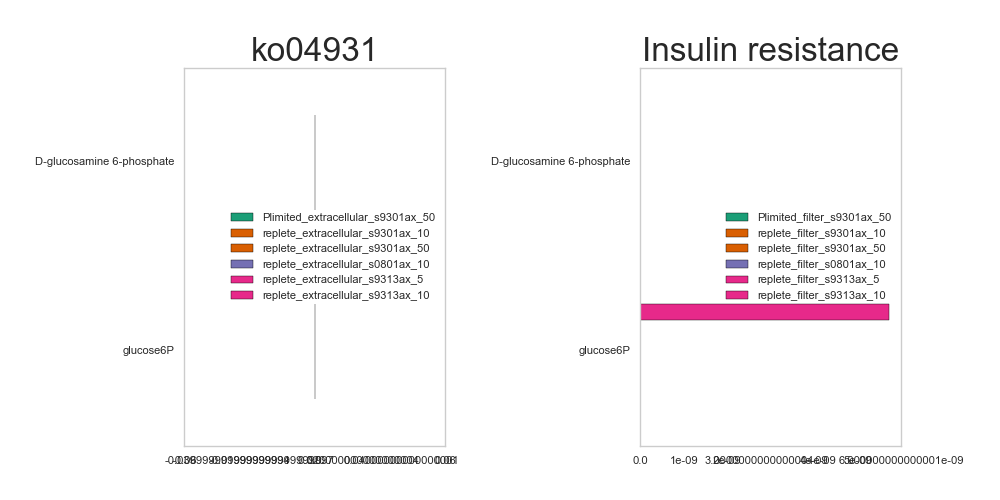 ko04931
D-glucosamine 6-phosphate
glucose6P
Plimited_extracellular_s9301ax_50
replete_extracellular_s9301ax_10
replete_extracellular_s9301ax_50
replete_extracellular_s0801ax_10
replete_extracellular_s9313ax_5
replete_extracellular_s9313ax_10
Insulin resistance
D-glucosamine 6-phosphate
glucose6P
Plimited_filter_s9301ax_50
replete_filter_s9301ax_10
replete_filter_s9301ax_50
replete_filter_s0801ax_10
replete_filter_s9313ax_5
replete_filter_s9313ax_10
0.0 1e-09